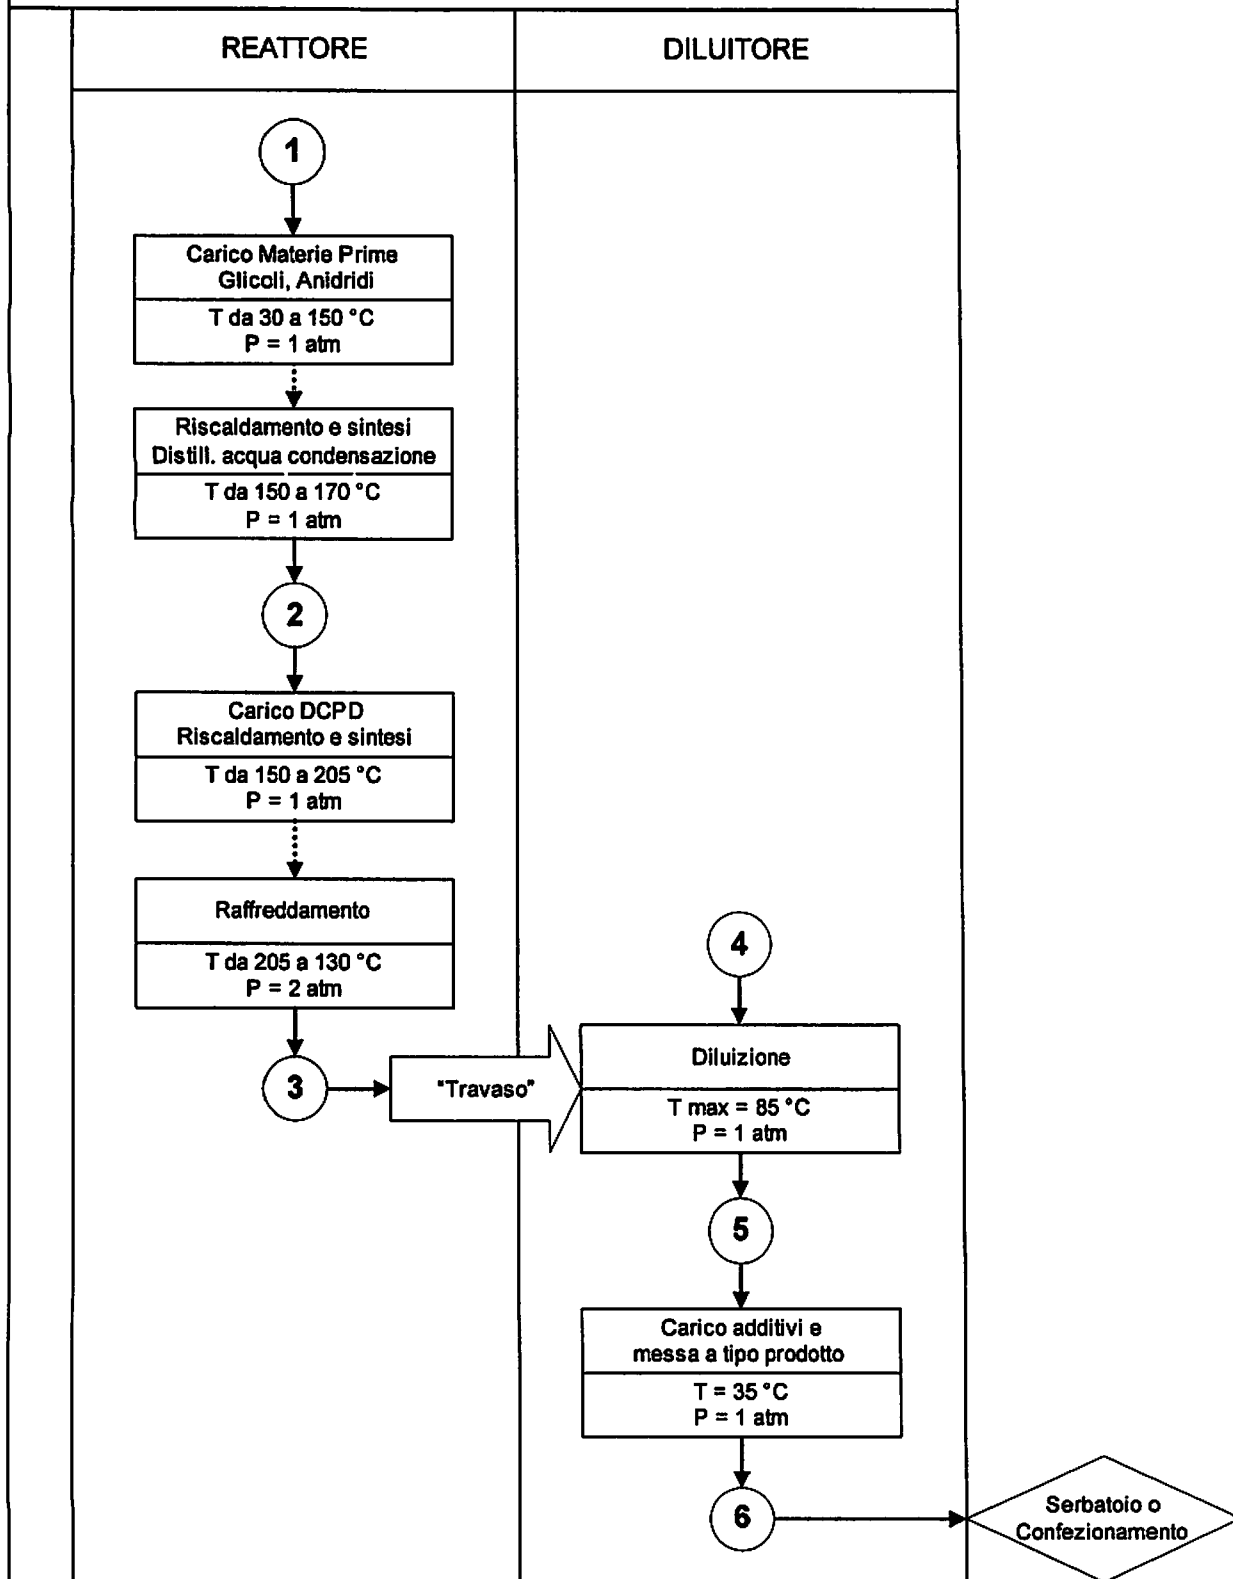 REATTORE
DILUITORE
1
Carico Materie Prime
Glicoli, Anidridi
T da 30 a 150 °C
P = 1 atm
Riscaldamento e sintesi
Distill. acqua condensazione
T da 150 a 170 °C
P = 1 atm
2
Carico DCPD
Riscaldamento e sintesi
T da 150 a 205 °C
P = 1 atm
Raffreddamento
T da 205 a 130 °C
P = 2 atm
3
"Travaso"
4
Diluizione
T max = 85 °C
P = 1 atm
5
Carico additivi e
messa a tipo prodotto
T = 35 °C
P = 1 atm
6
Serbatoio o
Confezionamento